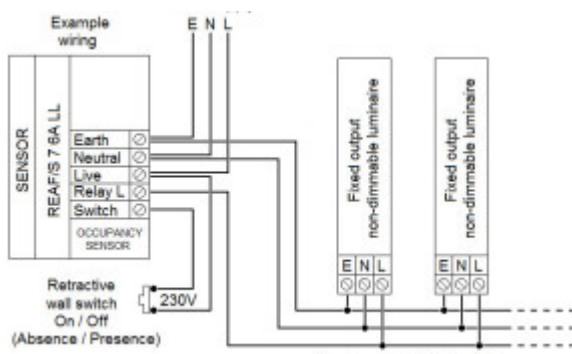 Example
wiring
E N L
SENSOR
REAF/S 7 6A LL
Earth
Neutral
Live
Relay L
Switch
OCCUPANCY
SENSOR
Retractive
wall switch
On / Off
(Absence / Presence)
230V
Fixed output
non-dimmable luminaire
E N L
Fixed output
non-dimmable luminaire
E N L